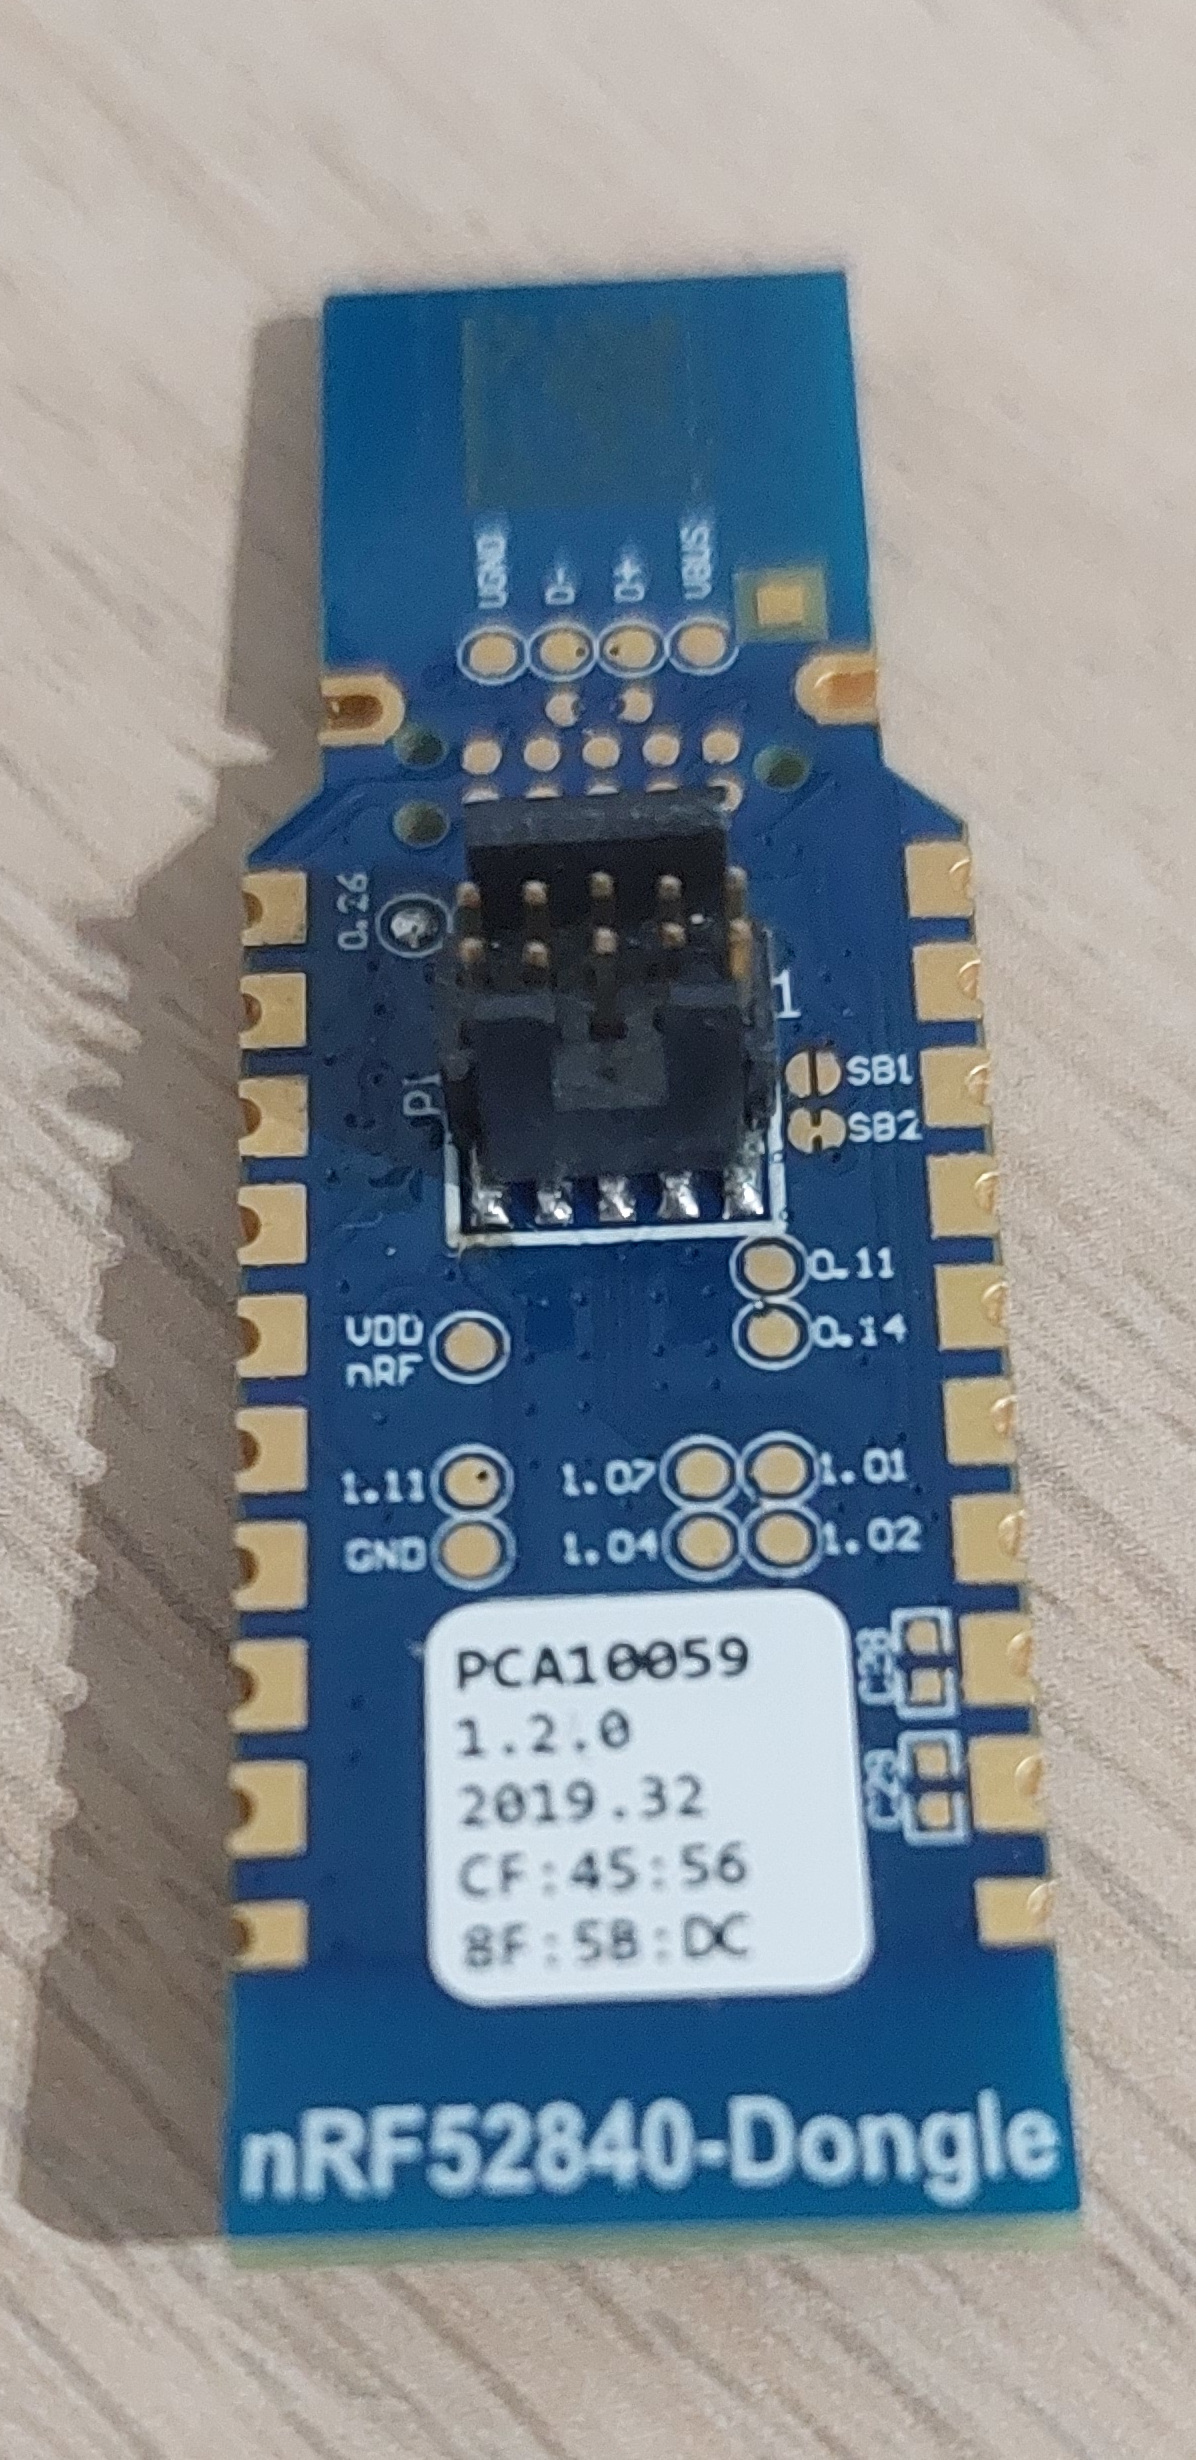 VGND
D-
D+
VBUS
0.26
1
P1
SB1
SB2
0.11
VDD
nRF
0.14
1.11
1.07
1.01
GND
1.04
1.02
PCA10059
1.2.0
2019.32
CF:45:56
8F:5B:DC
C38
C29
nRF52840-Dongle